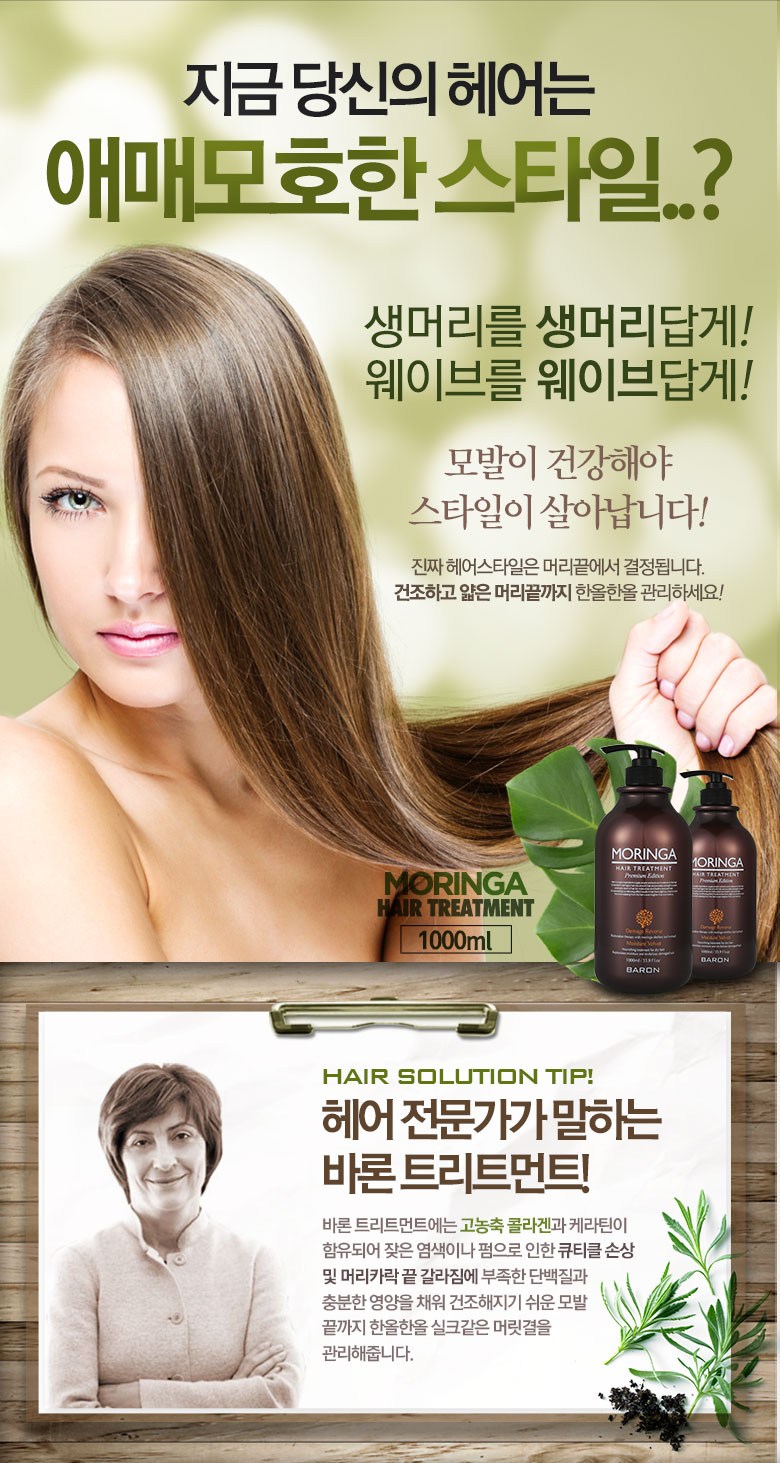 지금 당신의 헤어는
애매모호한 스타일..?
생머리를 생머리답게!
웨이브를 웨이브답게!
모발이 건강해야
스타일이 살아납니다!
진짜 헤어스타일은 머리끝에서 결정됩니다.
건조하고 얇은 머리끝까지 한올한올 관리하세요!
MORINGA
HAIR TREATMENT
1000ml
MORINGA
HAIR TREATMENT
Premium Edition
Damage Revive
Moisture Velvet
BARON
MORINGA
HAIR TREATMENT
Premium Edition
BARON
HAIR SOLUTION TIP!
헤어 전문가가 말하는
바론 트리트먼트!
바론 트리트먼트에는 고농축 콜라겐과 케라틴이
함유되어 잦은 염색이나 펌으로 인한 큐티클 손상
및 머리카락 끝 갈라짐에 부족한 단백질과
충분한 영양을 채워 건조해지기 쉬운 모발
끝까지 한올한올 실크같은 머릿결을
관리해줍니다.